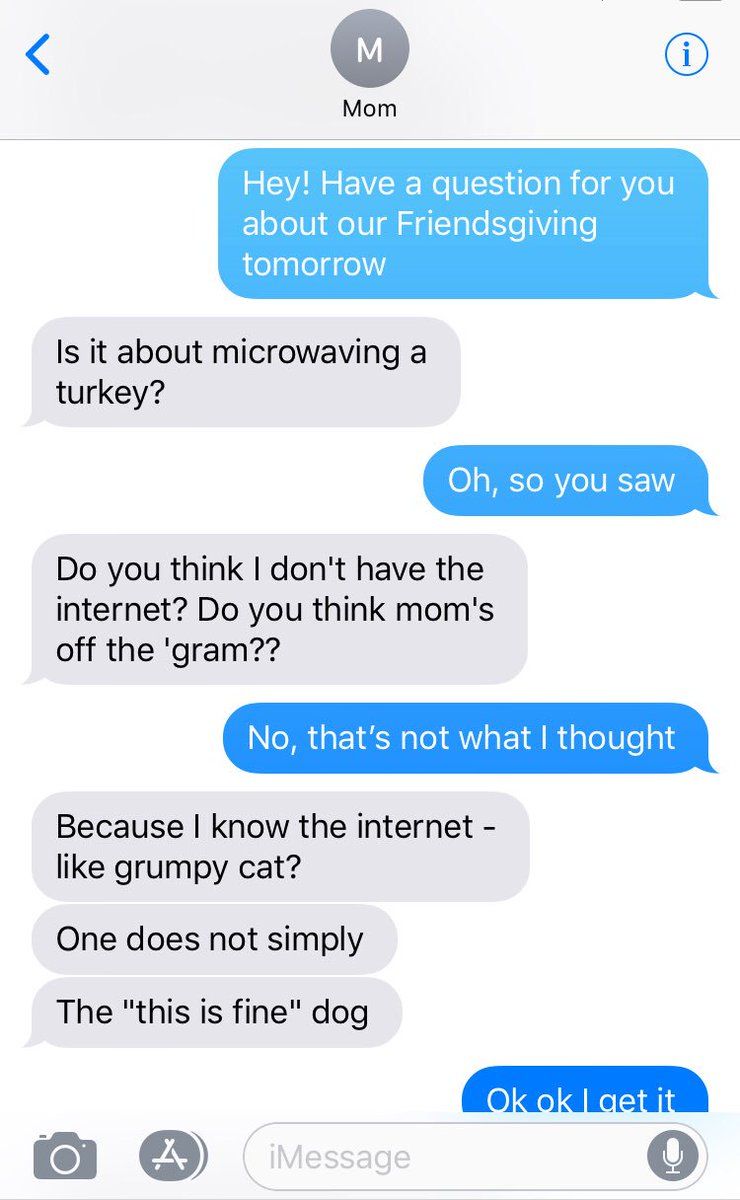 M
Mom
Hey! Have a question for you
about our Friendsgiving
tomorrow
Is it about microwaving a
turkey?
Oh, so you saw
Do you think I don't have the
internet? Do you think mom's
off the 'gram??
No, that’s not what I thought
Because I know the internet -
like grumpy cat?
One does not simply
The "this is fine" dog
Ok ok I get it
iMessage